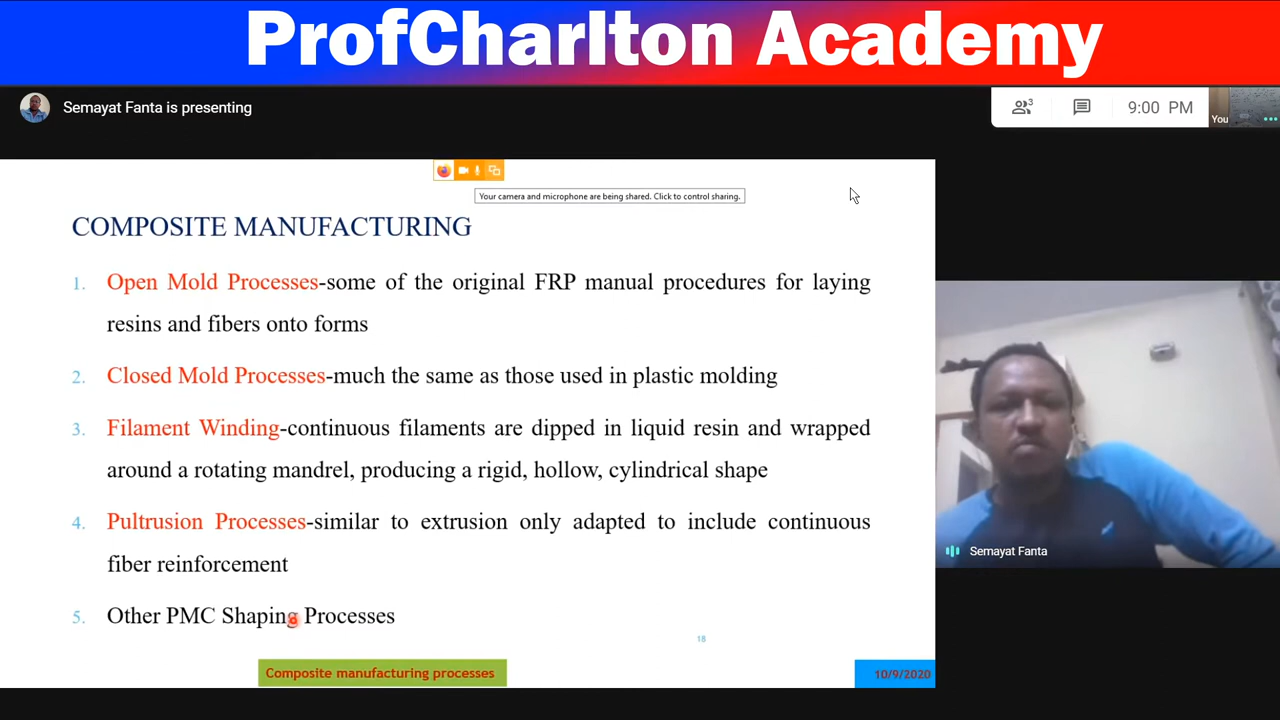 ProfCharlton Academy
Semayat Fanta is presenting
3
9:00 PM
You
Your camera and microphone are being shared. Click to control sharing.
COMPOSITE MANUFACTURING
1. Open Mold Processes-some of the original FRP manual procedures for laying
resins and fibers onto forms
2. Closed Mold Processes-much the same as those used in plastic molding
3. Filament Winding-continuous filaments are dipped in liquid resin and wrapped
around a rotating mandrel, producing a rigid, hollow, cylindrical shape
4. Pultrusion Processes-similar to extrusion only adapted to include continuous
fiber reinforcement
5. Other PMC Shaping Processes
18
Composite manufacturing processes
10/9/2020
Semayat Fanta